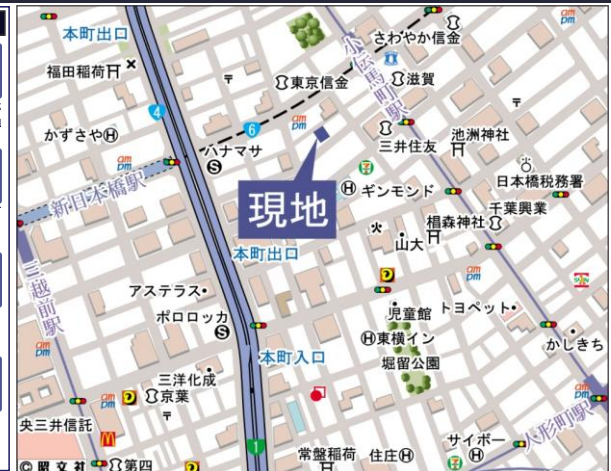 本町出口
さわやか信金
福田稲荷
小伝馬町駅
東京信金
滋賀
4
am
pm
6
かずさや
H
ハナマサ
S
三井住友
池洲神社
新日本橋駅
ギンモンド
日本橋税務署
現地
椙森神社
千葉興業
山大
本町出口
三越前駅
アステラス
ポロロッカ
児童館
トヨペット
東横イン
かしきち
本町入口
堀留公園
三洋化成
京葉
人形町駅
央三井信託
サイボー
1
© 昭文社
第四
常盤稲荷
住庄